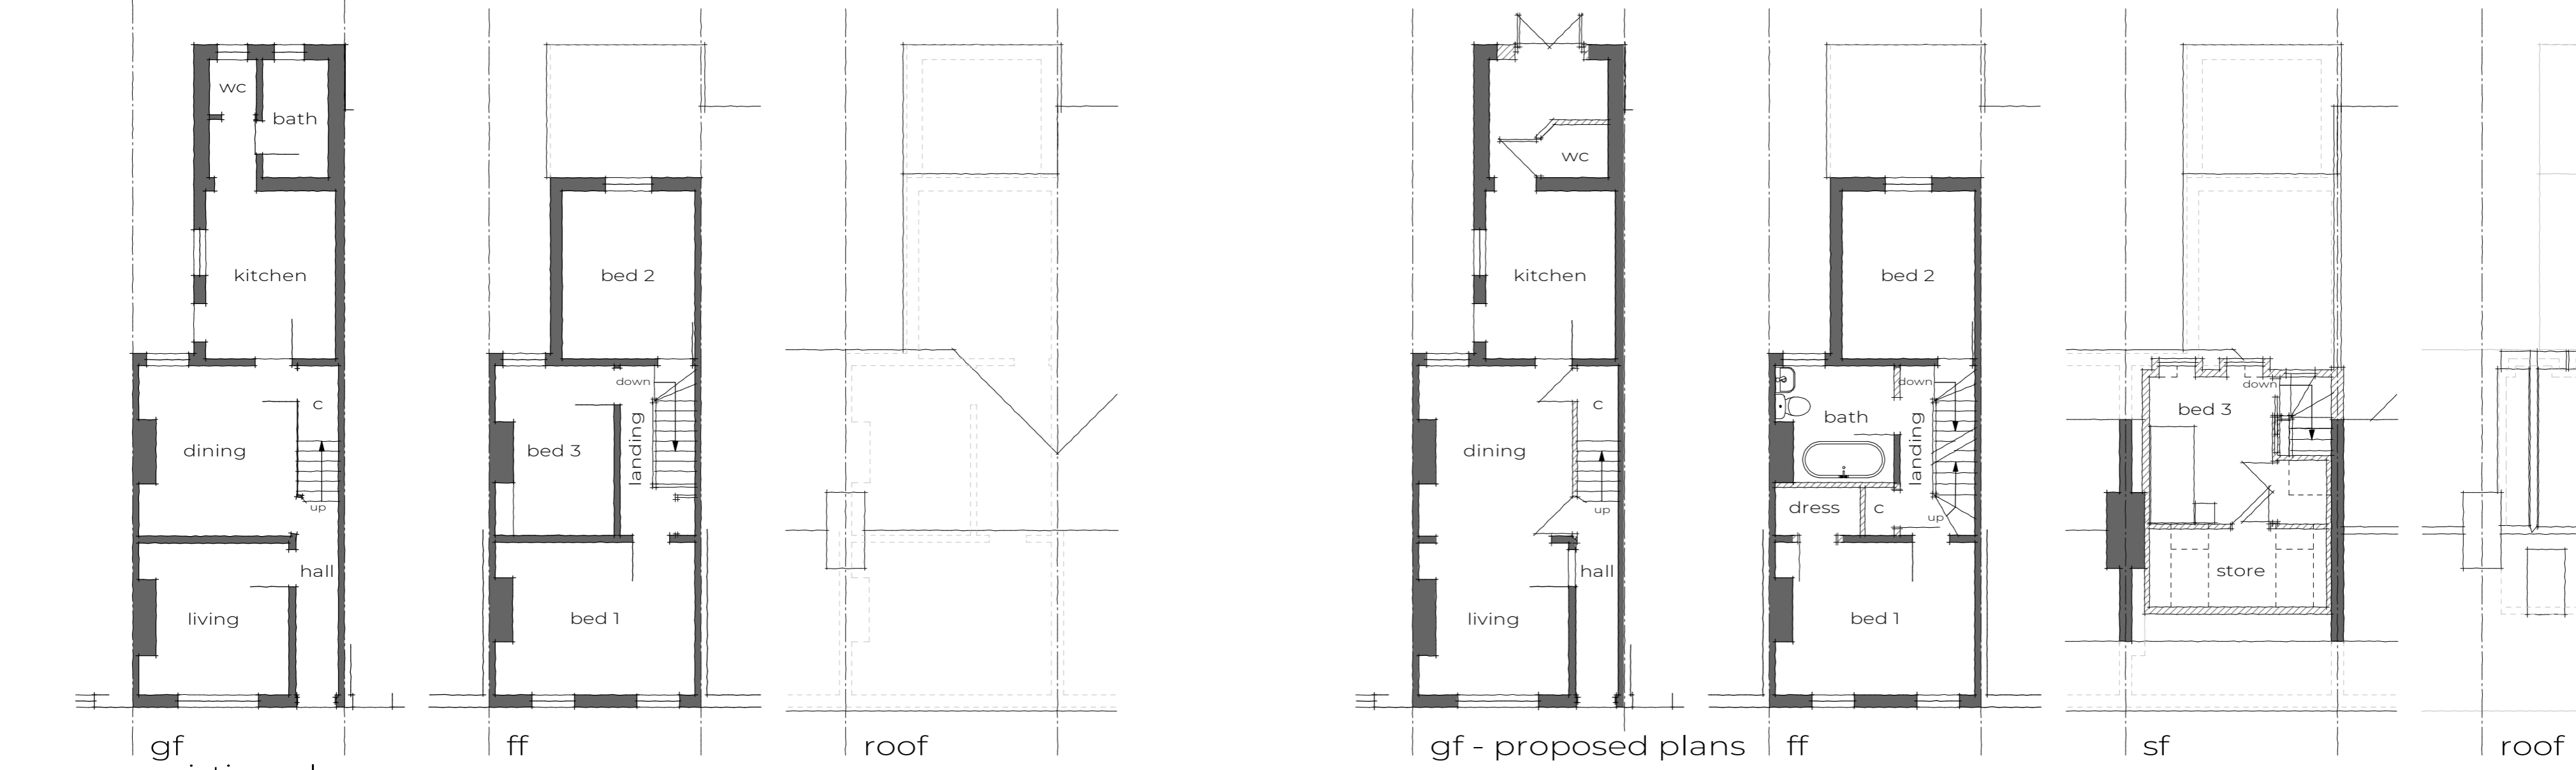 wc
bath
kitchen
c
dining
up
hall
living
gf
bed 2
down
bed 3
landing
bed 1
ff
roof
wc
kitchen
c
dining
up
hall
living
gf - proposed plans
bed 2
down
bath
landing
dress
c
up
bed 1
ff
down
bed 3
store
sf
roof